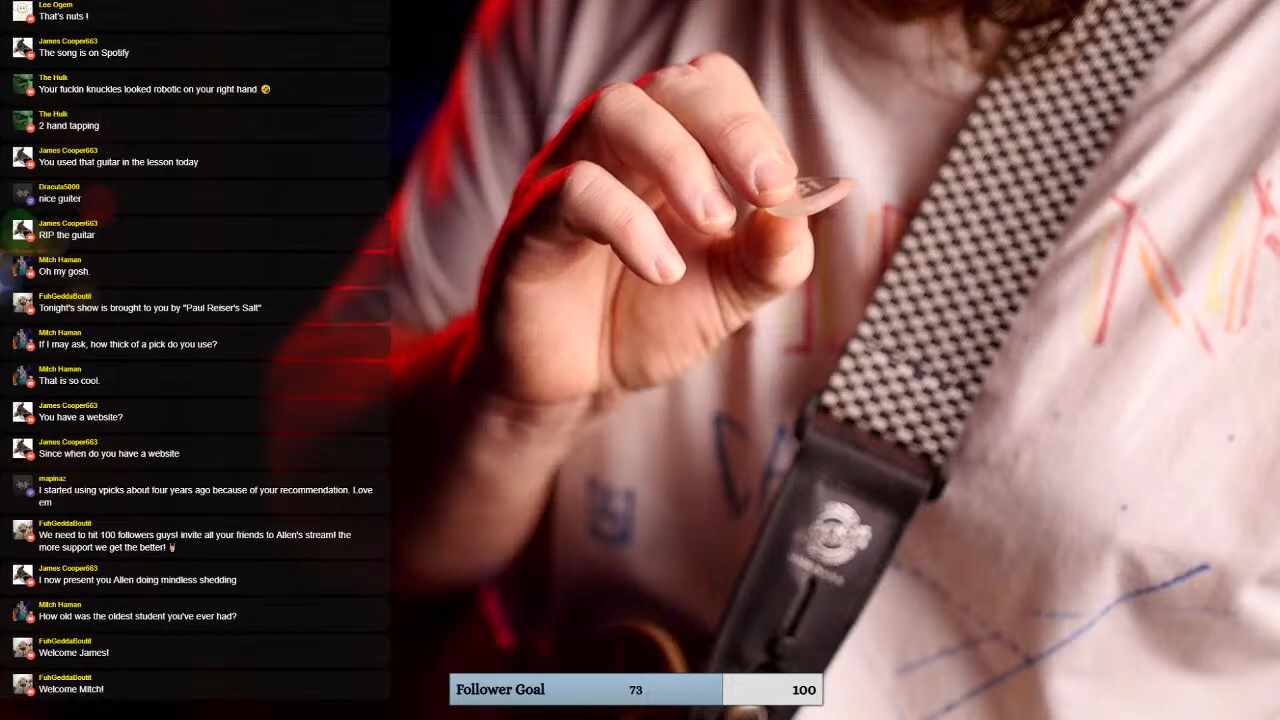 Lee Ogem
That's nuts !
James Cooper663
The song is on Spotify
The Hulk
Your fuckin knuckles looked robotic on your right hand 🤣
The Hulk
2 hand tapping
James Cooper663
You used that guitar in the lesson today
Dracula5000
nice guiter
James Cooper663
RIP the guitar
Mitch Haman
Oh my gosh.
FuhGeddaBoutit
Tonight's show is brought to you by "Paul Reiser's Salt"
Mitch Haman
If I may ask, how thick of a pick do you use?
Mitch Haman
That is so cool.
James Cooper663
You have a website?
James Cooper663
Since when do you have a website
mapinaz
I started using vpicks about four years ago because of your recommendation. Love
em
FuhGeddaBoutit
We need to hit 100 followers guys! invite all your friends to Allen's stream! the
more support we get the better! 🤘🏻
James Cooper663
I now present you Allen doing mindless shedding
Mitch Haman
How old was the oldest student you've ever had?
FuhGeddaBoutit
Welcome James!
FuhGeddaBoutit
Welcome Mitch!
Follower Goal 73 100